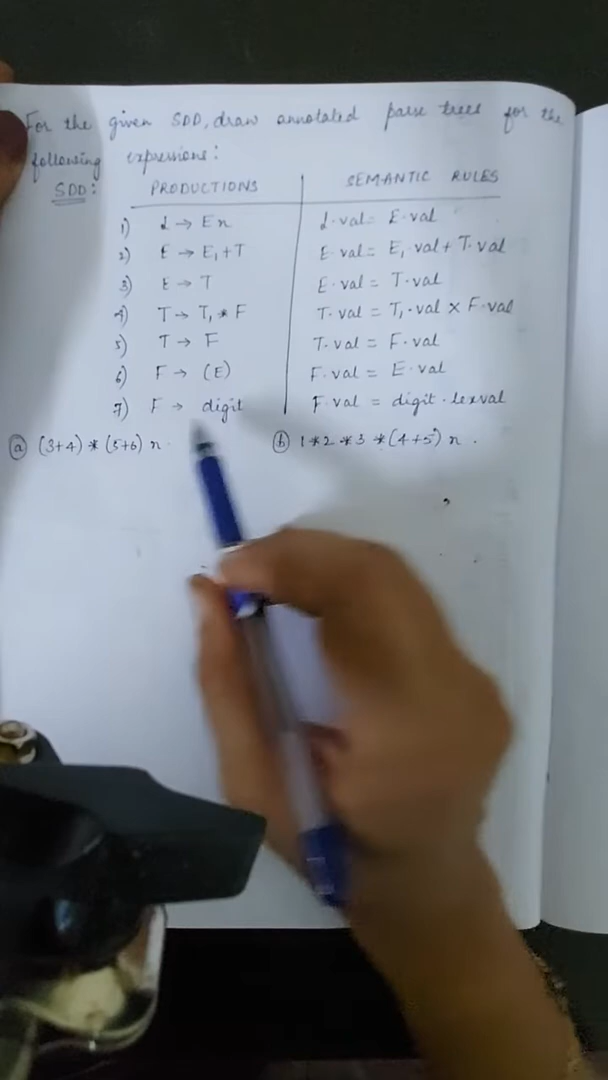 For the given SDD, draw annotated parse trees for the
following expressions:
SDD: PRODUCTIONS SEMANTIC RULES
1) L → En L.val = E.val
2) E → E₁ + T E.val = E₁.val + T.val
3) E → T E.val = T.val
4) T → T₁ * F T.val = T₁.val × F.val
5) T → F T.val = F.val
6) F → (E) F.val = E.val
7) F → digit F.val = digit.lexval
(a) (3+4) * (5+6) n. (b) 1 * 2 * 3 * (4+5) n.